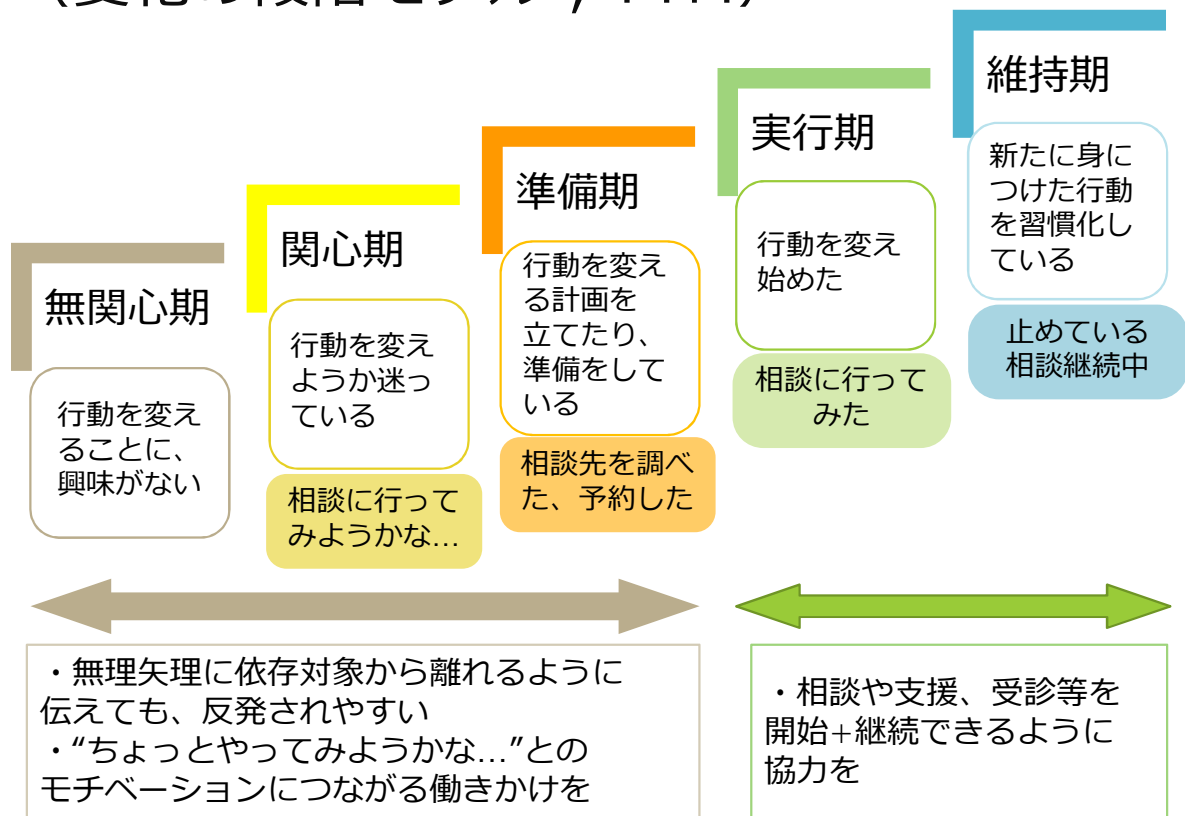 無関心期
行動を変え
ることに、
興味がない
関心期
行動を変え
ようか迷っ
ている
相談に行って
みようかな…
準備期
行動を変え
る計画を
立てたり、
準備をして
いる
相談先を調べ
た、予約した
実行期
行動を変え
始めた
相談に行って
みた
維持期
新たに身に
つけた行動
を習慣化し
ている
止めている
相談継続中
・無理矢理に依存対象から離れるように
伝えても、反発されやすい
・“ちょっとやってみようかな…”との
モチベーションにつながる働きかけを
・相談や支援、受診等を
開始+継続できるように
協力を